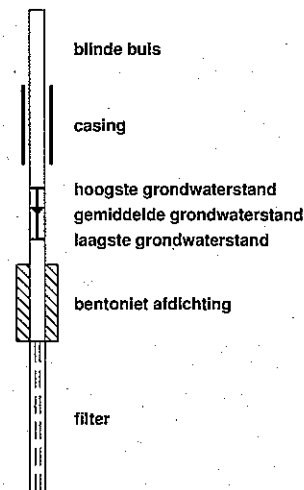 blinde buis
casing
hoogste grondwaterstand
gemiddelde grondwaterstand
laagste grondwaterstand
bentoniet afdichting
filter